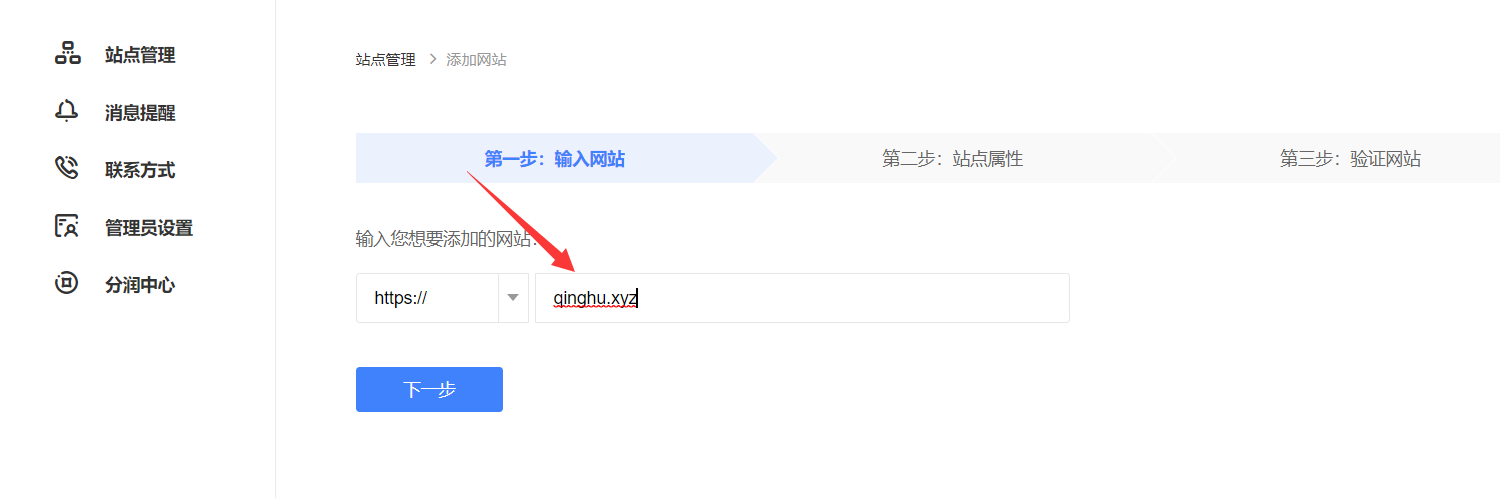 站点管理
消息提醒
联系方式
管理员设置
分润中心
站点管理 > 添加网站
第一步：输入网站
第二步：站点属性
第三步：验证网站
输入您想要添加的网站：
https://
qinghu.xyz
下一步